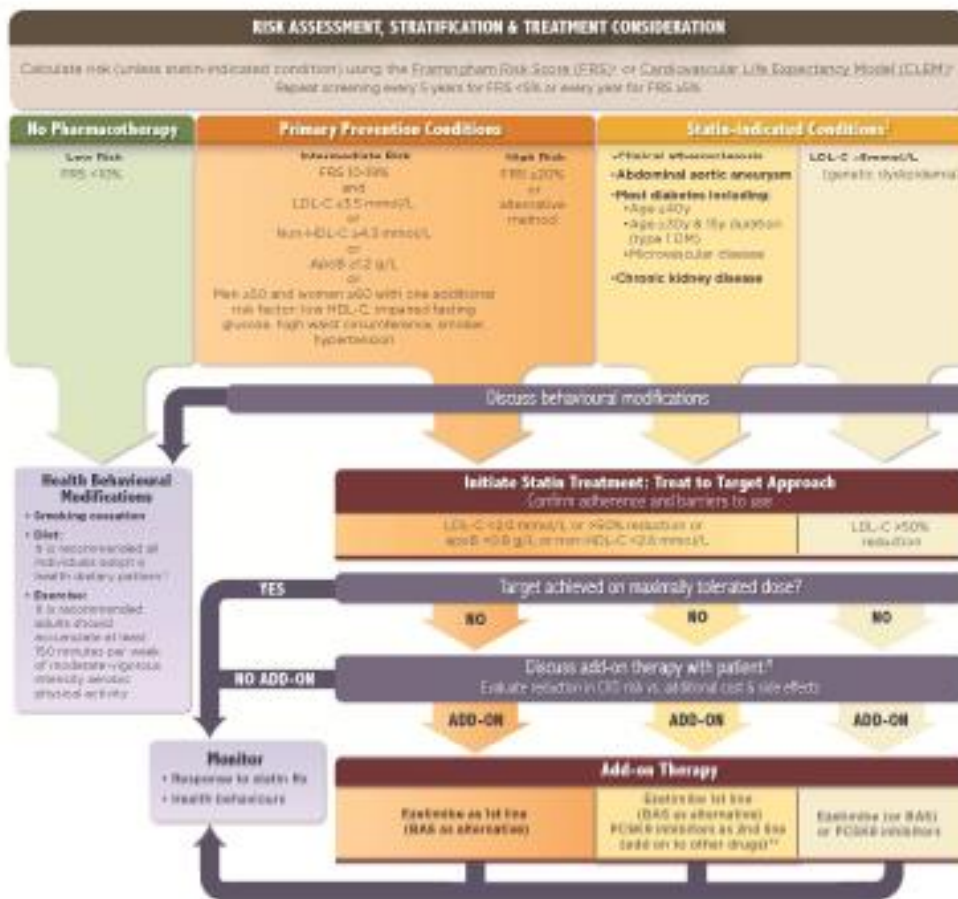 RISK ASSESSMENT, STRATIFICATION & TREATMENT CONSIDERATION
Calculate risk (unless statin-indicated condition) using the Framingham Risk Score (FRS) or Cardiovascular Life Expectancy Model (CLEM)
Repeat screening every 5 years for FRS <5% or every year for FRS ≥5%
No Pharmacotherapy
Low Risk
FRS <10%
Primary Prevention Conditions
Intermediate Risk
FRS 10-19%
and
LDL-C ≥3.5 mmol/L
or
Non-HDL-C ≥4.3 mmol/L
or
ApoB ≥1.2 g/L
or
Men ≥50 and women ≥60 with one additional
risk factor: low HDL-C, impaired fasting
glucose, high waist circumference, smoker,
hypertension
High Risk
FRS ≥20%
or
alternative
method
Statin-Indicated Conditions
•Clinical atherosclerosis
•Abdominal aortic aneurysm
•Most diabetes including:
•Age ≥40y
•Age ≥30y & 15y duration
(type 1 DM)
•Microvascular disease
•Chronic kidney disease
LDL-C ≥5mmol/L
(genetic dyslipidemia)
Discuss behavioural modifications
Health Behavioural
Modifications
• Smoking cessation
• Diet:
It is recommended all
individuals adopt a
health dietary pattern
• Exercise:
It is recommended
adults should
accumulate at least
150 minutes per week
of moderate-vigorous
intensity aerobic
physical activity
Initiate Statin Treatment: Treat to Target Approach
Confirm adherence and barriers to use
LDL-C <2.0 mmol/L or >50% reduction or
apoB <0.8 g/L or non-HDL-C <2.6 mmol/L
LDL-C >50%
reduction
YES
Target achieved on maximally tolerated dose?
NO
NO
NO
NO ADD-ON
Discuss add-on therapy with patient:
Evaluate reduction in CVD risk vs. additional cost & side effects
ADD-ON
ADD-ON
ADD-ON
Monitor
• Response to statin Rx
• Health behaviours
Add-on Therapy
Ezetimibe as 1st line
(BAS as alternative)
Ezetimibe 1st line
(BAS as alternative)
PCSK9 inhibitors as 2nd line
(add on to other drugs)**
Ezetimibe (or BAS)
or PCSK9 inhibitors